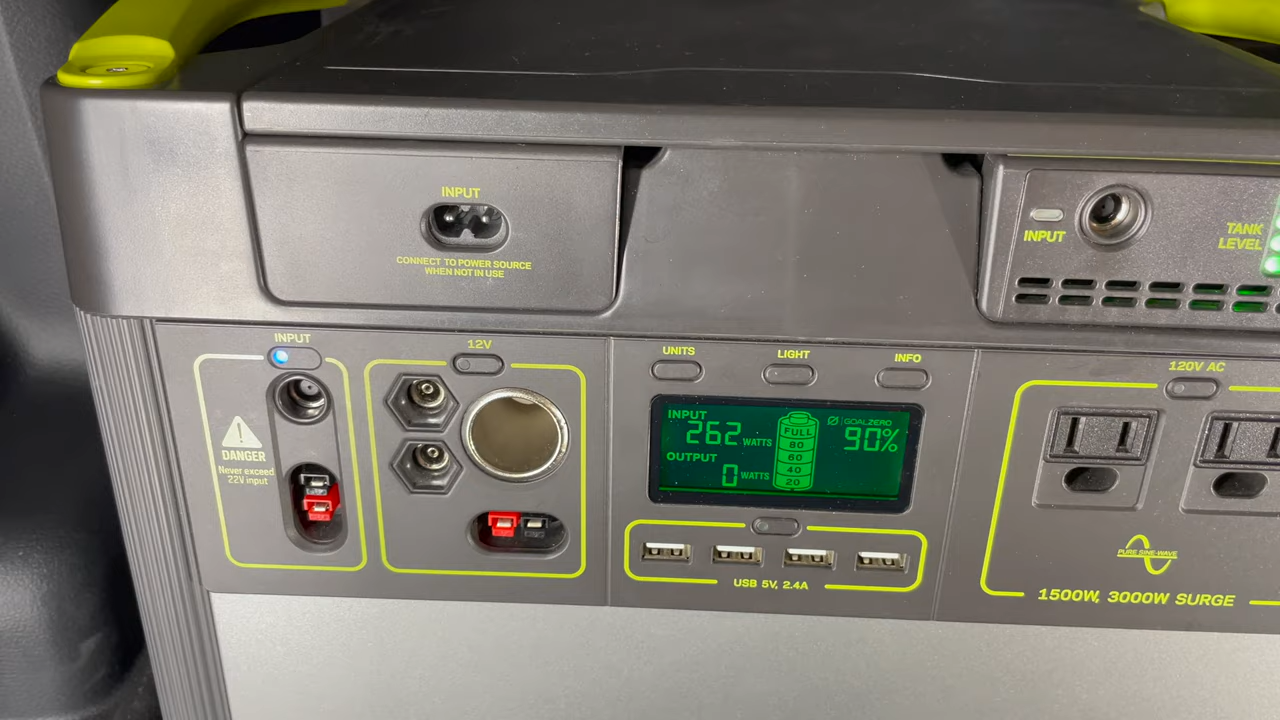 INPUT
CONNECT TO POWER SOURCE
WHEN NOT IN USE
INPUT
TANK
LEVEL
INPUT
DANGER
Never exceed
22V input
12V
UNITS
LIGHT
INFO
INPUT
262 WATTS
OUTPUT
0 WATTS
FULL
80
60
40
20
GOALZERO
90%
USB 5V, 2.4A
120V AC
PURE SINE-WAVE
1500W, 3000W SURGE